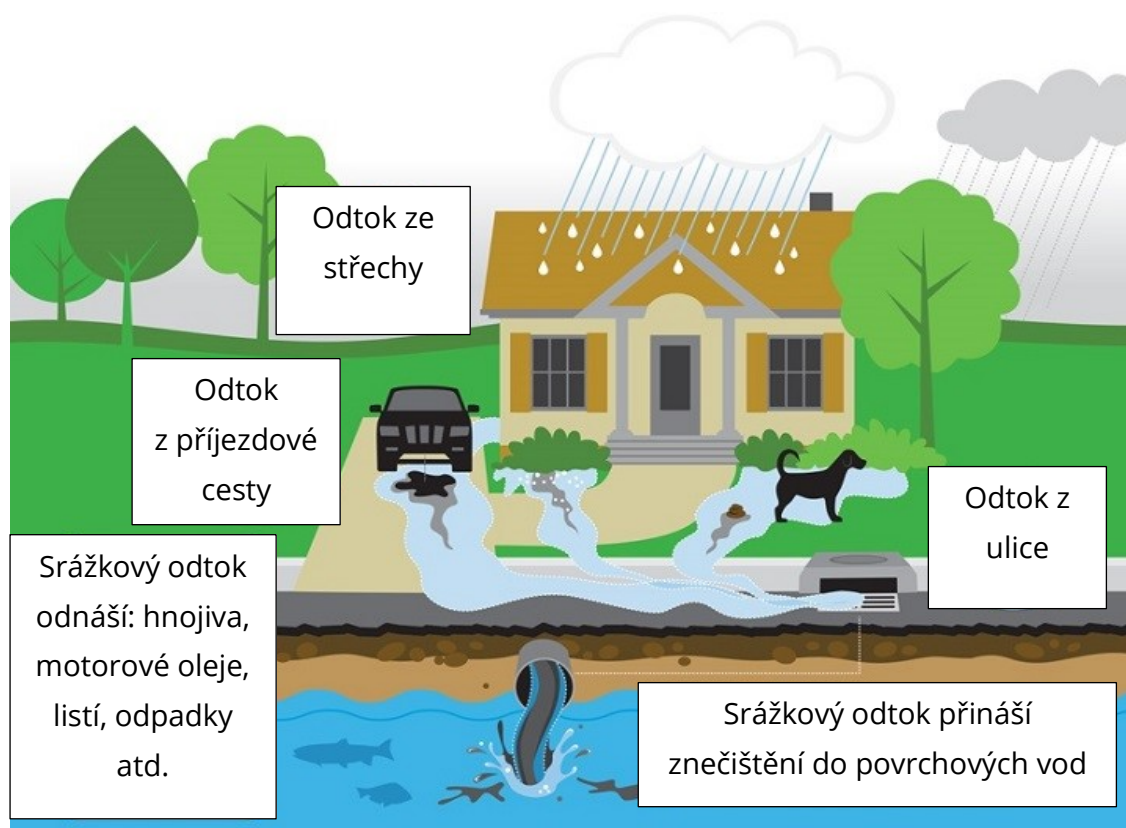 Odtok ze
střechy
Odtok
z příjezdové
cesty
Odtok z
ulice
Srážkový odtok
odnáší: hnojiva,
motorové oleje,
listí, odpadky
atd.
Srážkový odtok přináší
znečištění do povrchových vod